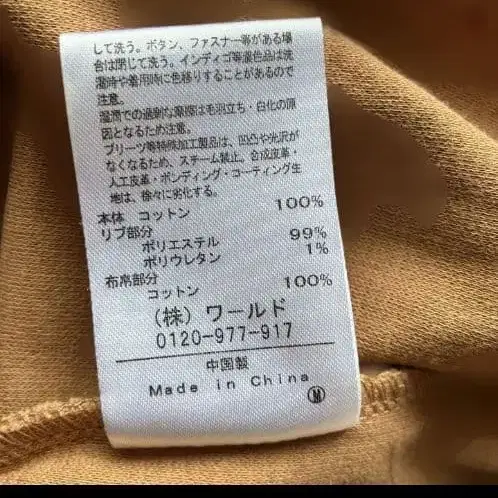 して洗う。ボタン、ファスナー等がある場
合は閉じて洗う。インディゴ等濃色品は洗
濯時や着用時に色移りすることがあるので
注意。
湿潤での過剰な摩擦は毛羽立ち・白化の原
因となるため注意。
プリーツ等特殊加工製品は、凹凸や光沢が
なくなるため、スチーム禁止。合成皮革・
人工皮革・ボンディング・コーティング生
地は、徐々に劣化する。
本体 コットン 100%
リブ部分
ポリエステル 99%
ポリウレタン 1%
布帛部分
コットン 100%
(株) ワールド
0120-977-917
中国製
Made in China
M